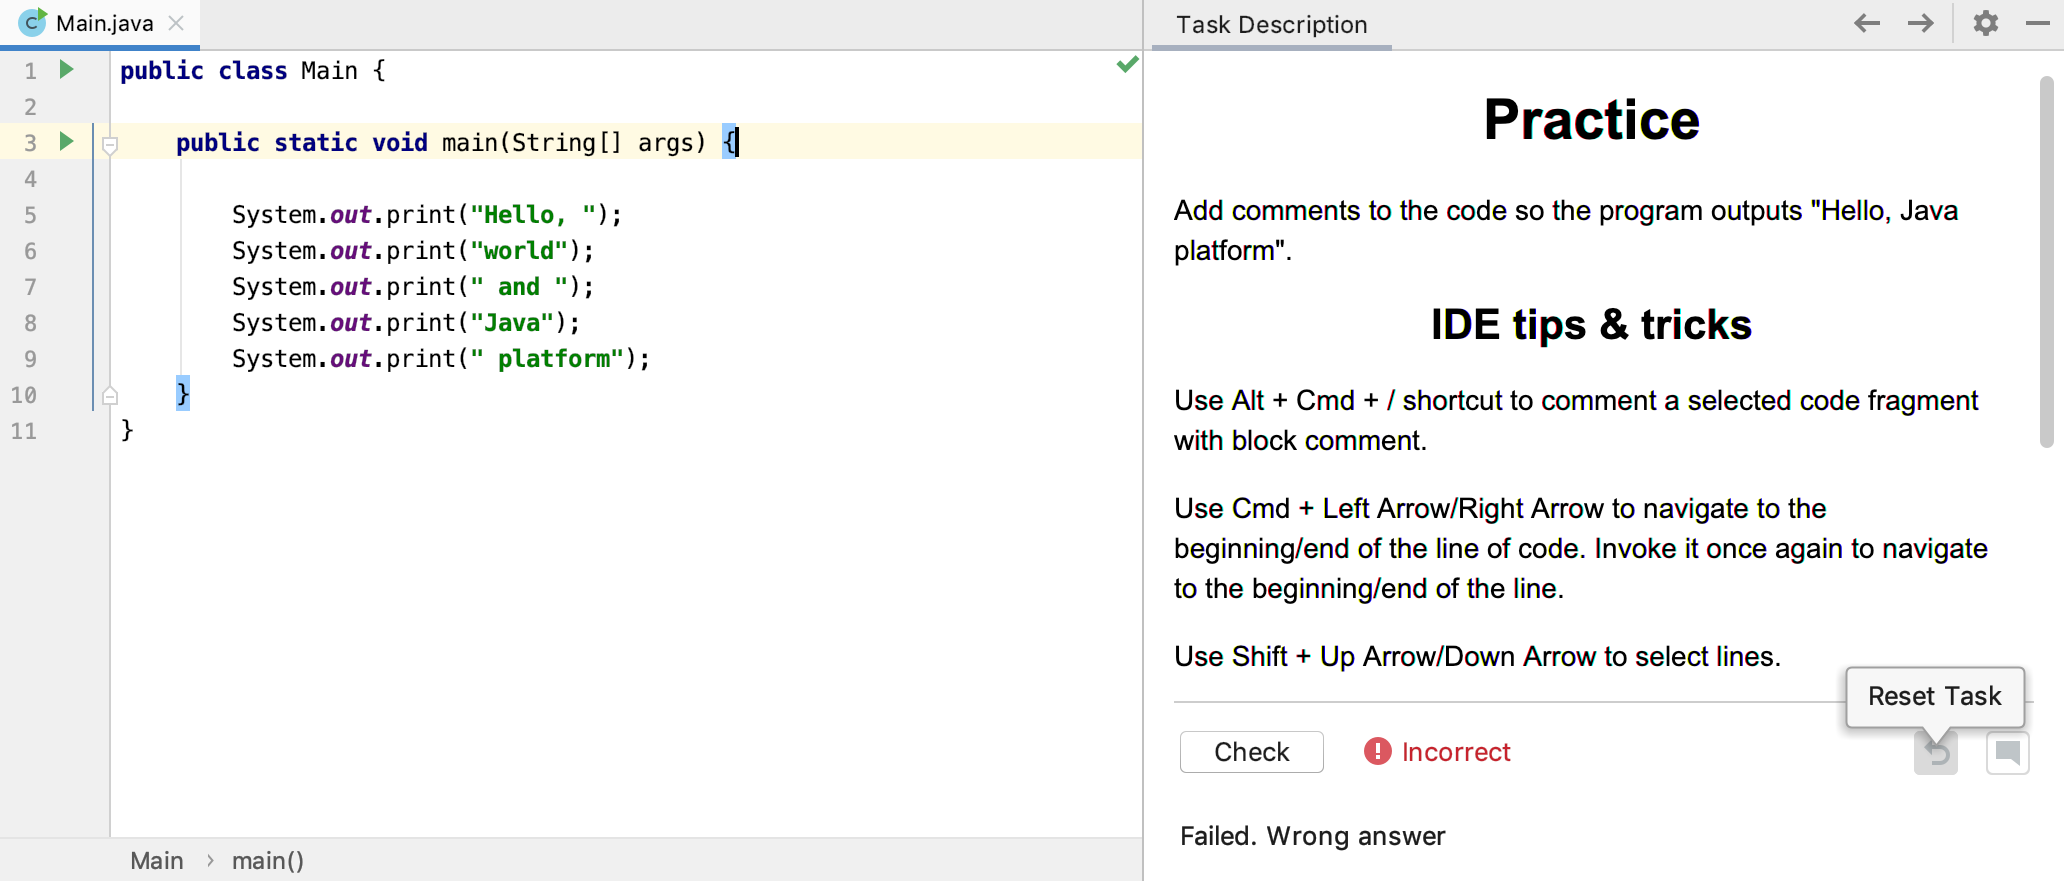 Main.java
1 public class Main {
2
3 public static void main(String[] args) {
4
5 System.out.print("Hello, ");
6 System.out.print("world");
7 System.out.print(" and ");
8 System.out.print("Java");
9 System.out.print(" platform");
10 }
11 }
Main › main()
Task Description
Practice
Add comments to the code so the program outputs "Hello, Java
platform".
IDE tips & tricks
Use Alt + Cmd + / shortcut to comment a selected code fragment
with block comment.
Use Cmd + Left Arrow/Right Arrow to navigate to the
beginning/end of the line of code. Invoke it once again to navigate
to the beginning/end of the line.
Use Shift + Up Arrow/Down Arrow to select lines.
Reset Task
Check
Incorrect
Failed. Wrong answer